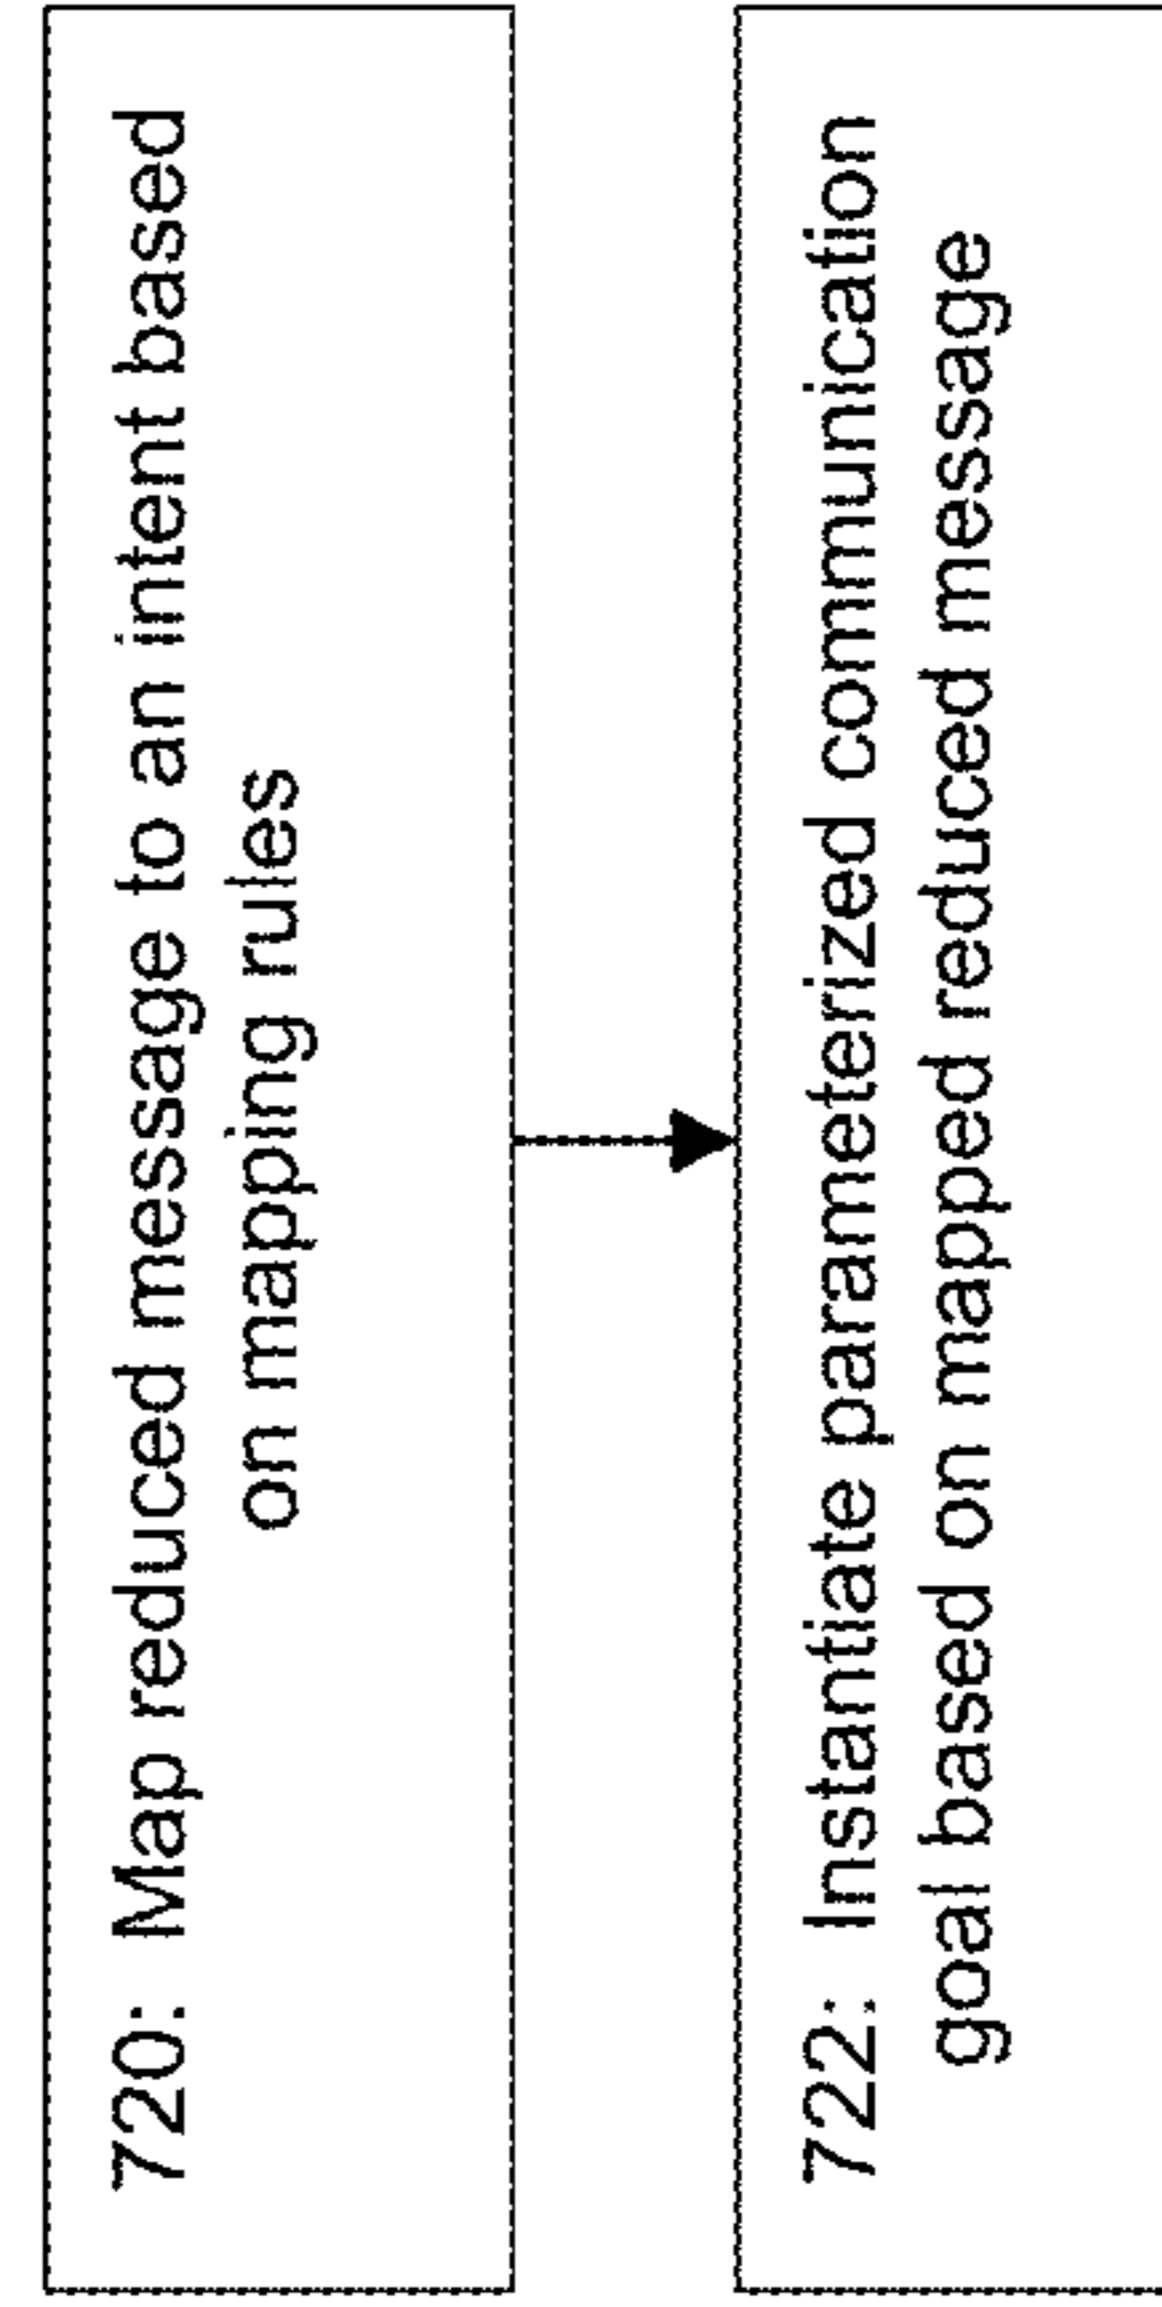 720: Map reduced message to an intent based
on mapping rules
722: Instantiate parameterized communication
goal based on mapped reduced message